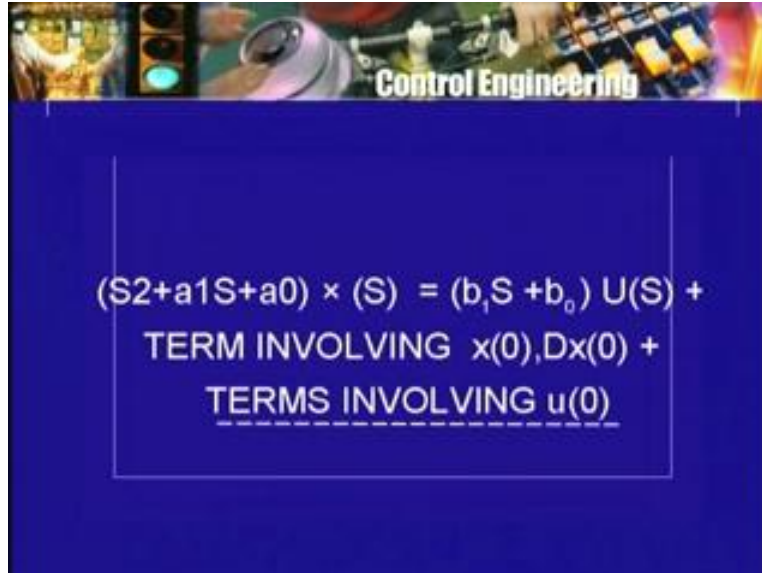 Control Engineering
(S2+a1S+a0) × (S) = (b₁S +b₀) U(S) +
TERM INVOLVING x(0),Dx(0) +
TERMS INVOLVING u(0)